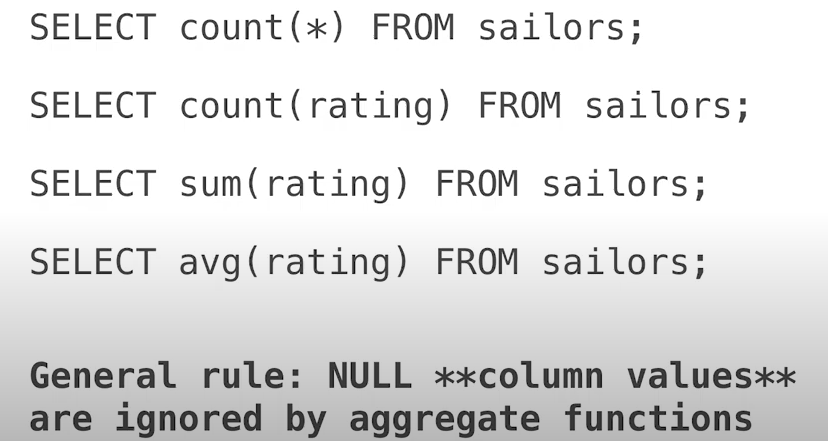 SELECT count(*) FROM sailors;
SELECT count(rating) FROM sailors;
SELECT sum(rating) FROM sailors;
SELECT avg(rating) FROM sailors;
General rule: NULL **column values**
are ignored by aggregate functions